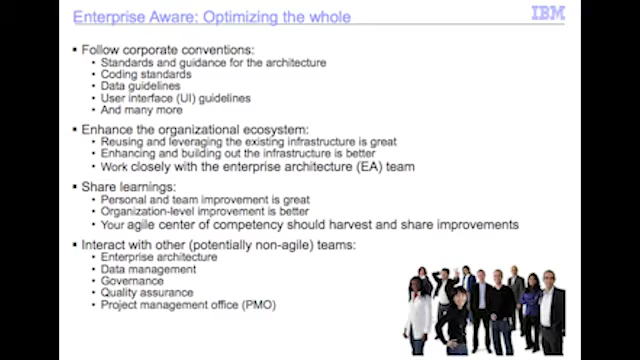 Enterprise Aware: Optimizing the whole
IBM
▪ Follow corporate conventions:
• Standards and guidance for the architecture
• Coding standards
• Data guidelines
• User interface (UI) guidelines
• And many more
▪ Enhance the organizational ecosystem:
• Reusing and leveraging the existing infrastructure is great
• Enhancing and building out the infrastructure is better
• Work closely with the enterprise architecture (EA) team
▪ Share learnings:
• Personal and team improvement is great
• Organization-level improvement is better
• Your agile center of competency should harvest and share improvements
▪ Interact with other (potentially non-agile) teams:
• Enterprise architecture
• Data management
• Governance
• Quality assurance
• Project management office (PMO)